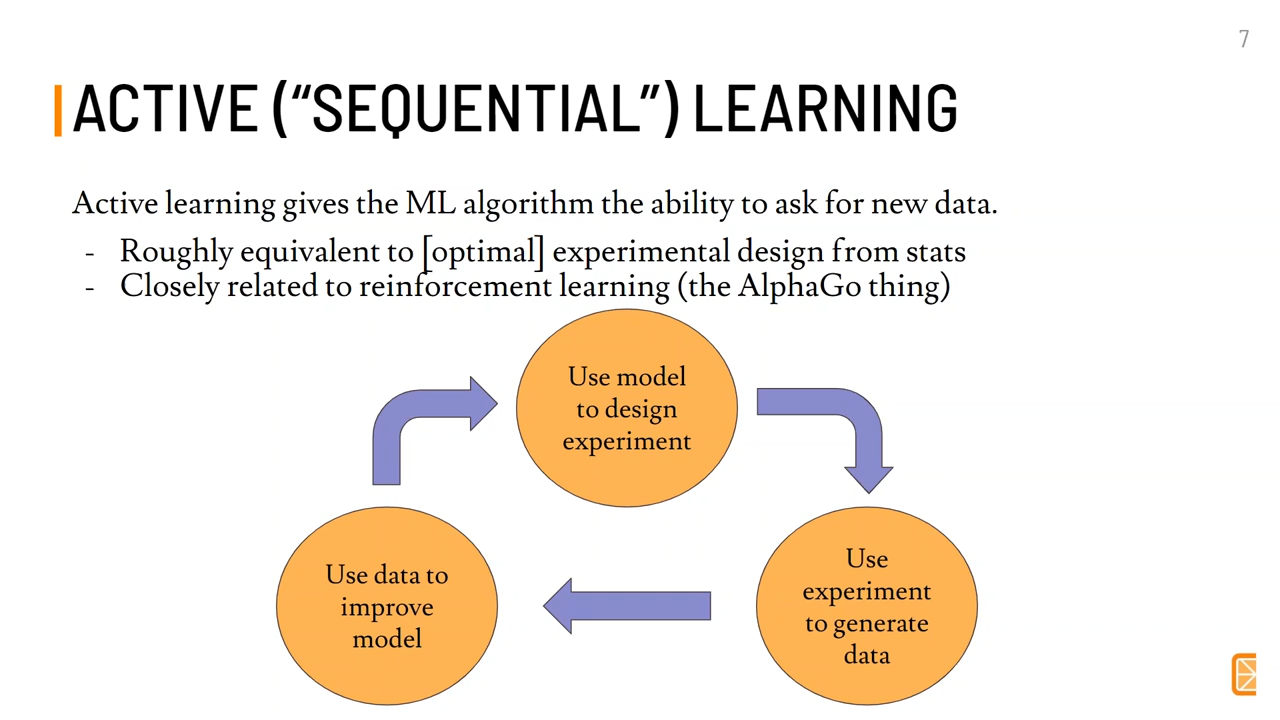 7
ACTIVE (“SEQUENTIAL”) LEARNING
Active learning gives the ML algorithm the ability to ask for new data.
- Roughly equivalent to [optimal] experimental design from stats
- Closely related to reinforcement learning (the AlphaGo thing)
Use model
to design
experiment
Use
experiment
to generate
data
Use data to
improve
model